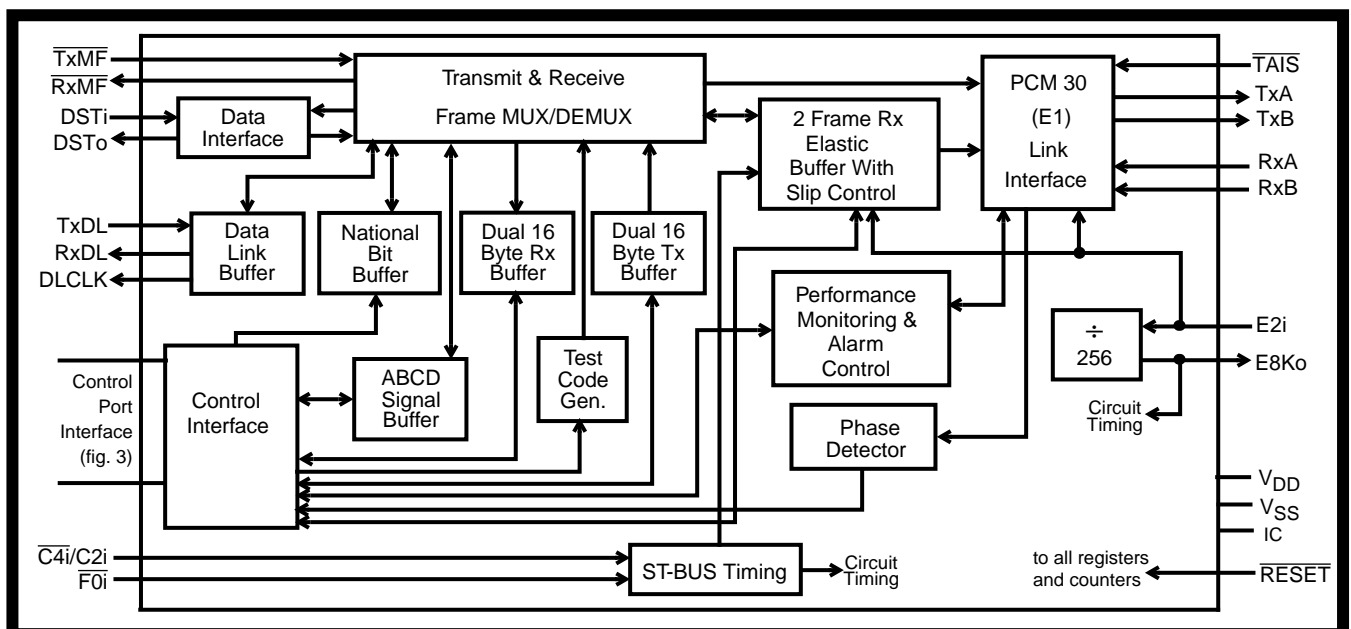 TxMF
RxMF
DSTi
DSTo
TxDL
RxDL
DLCLK
Control
Port
Interface
(fig. 3)
C4i/C2i
F0i
Data
Interface
Transmit & Receive
Frame MUX/DEMUX
2 Frame Rx
Elastic
Buffer With
Slip Control
PCM 30
(E1)
Link
Interface
Data
Link
Buffer
National
Bit
Buffer
Dual 16
Byte Rx
Buffer
Dual 16
Byte Tx
Buffer
Performance
Monitoring &
Alarm
Control
÷
256
Control
Interface
ABCD
Signal
Buffer
Test
Code
Gen.
Phase
Detector
Circuit
Timing
ST-BUS Timing
Circuit
Timing
to all registers
and counters
TAIS
TxA
TxB
RxA
RxB
E2i
E8Ko
VDD
VSS
IC
RESET